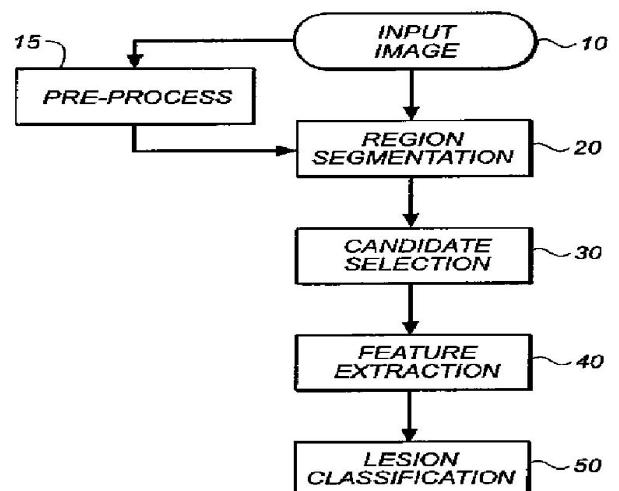 15
INPUT
IMAGE
10
PRE-PROCESS
REGION
SEGMENTATION
20
CANDIDATE
SELECTION
30
FEATURE
EXTRACTION
40
LESION
CLASSIFICATION
50